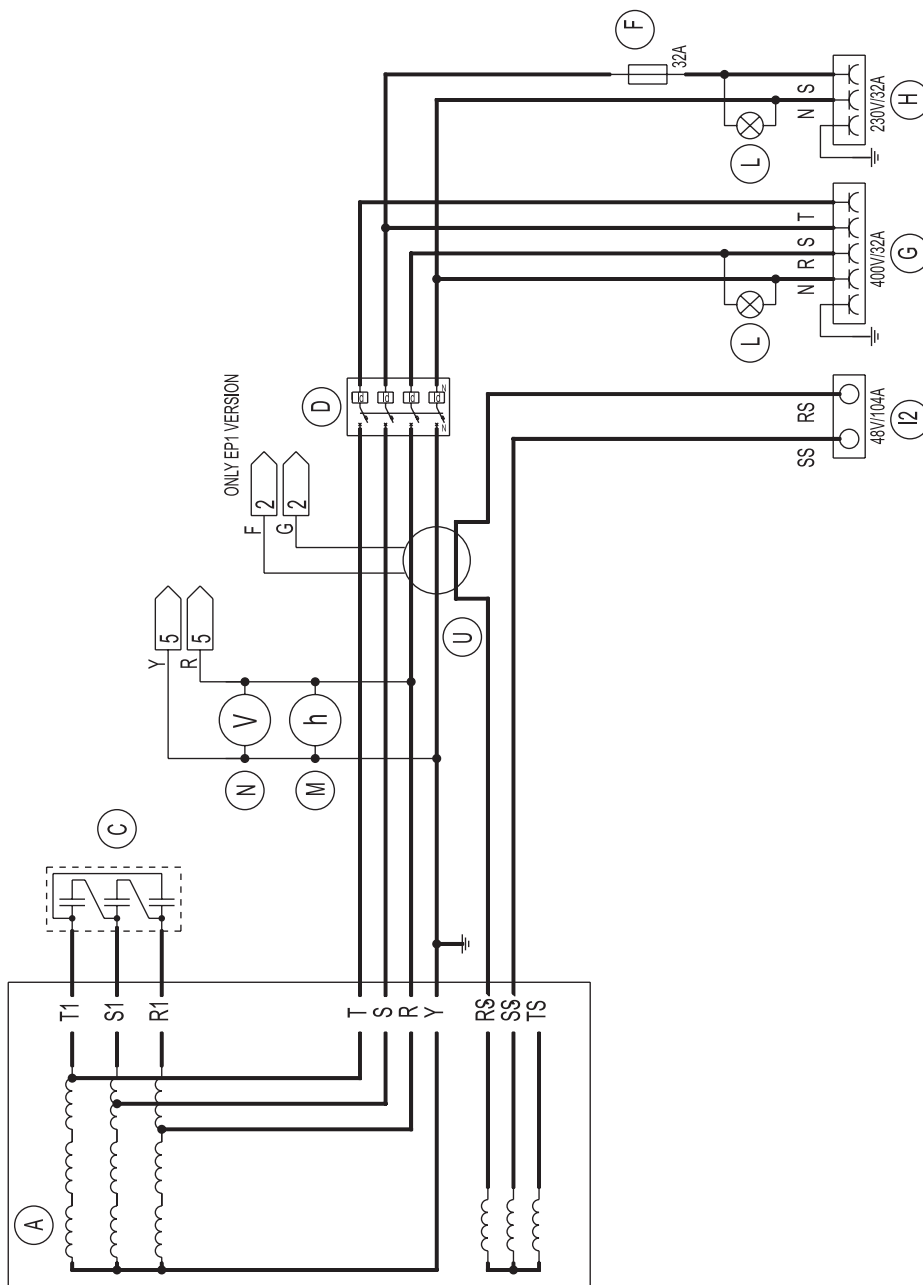 A
T1
S1
R1
T
S
R
Y
RS
SS
TS
C
N
V
M
h
Y
5
R
5
U
F
2
G
2
ONLY EP1 VERSION
D
d
d
d
d
N
N
SS
RS
48V/104A
I2
L
N
R
S
T
400V/32A
G
L
N
S
230V/32A
H
F
32A